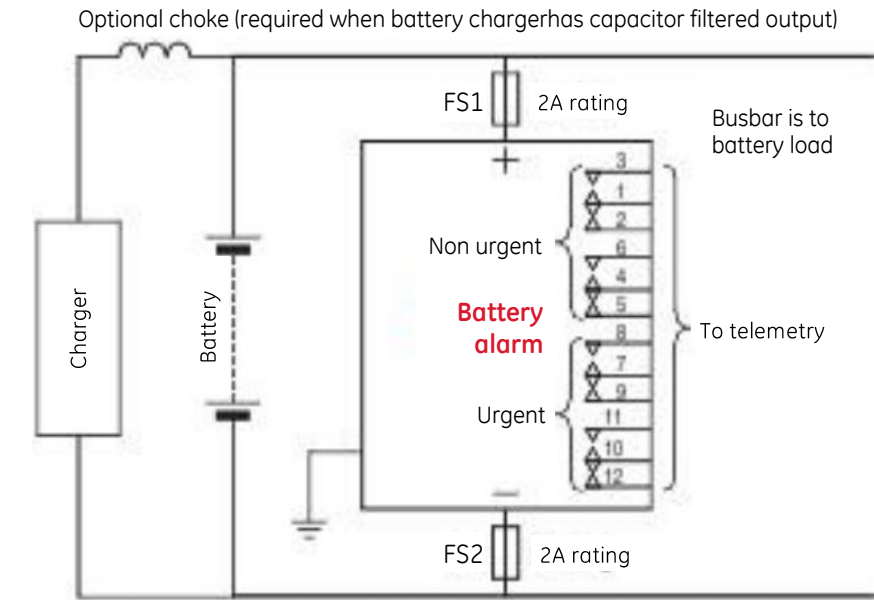 Optional choke (required when battery chargerhas capacitor filtered output)
FS1 2A rating
Busbar is to
battery load
+
3
1
2
Non urgent
6
4
5
Battery
alarm
Charger
Battery
8
To telemetry
7
9
Urgent
11
10
12
–
FS2 2A rating